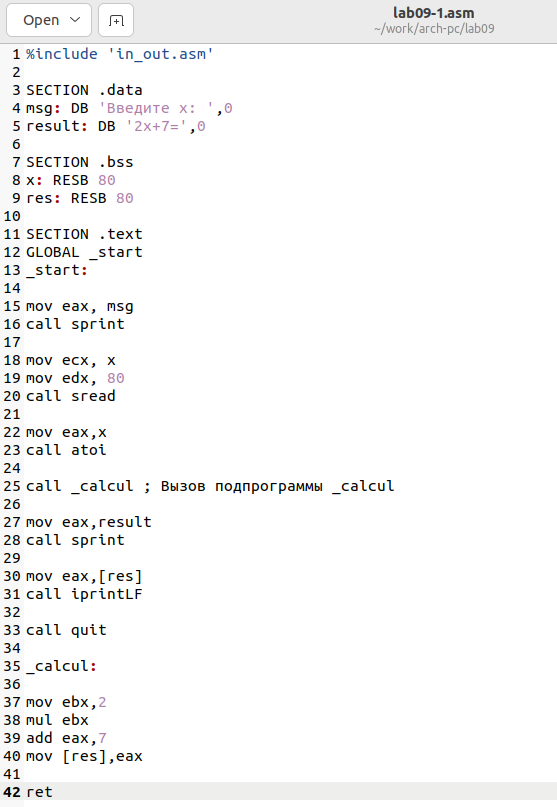 Open
lab09-1.asm
~/work/arch-pc/lab09
1 %include 'in_out.asm'
2
3 SECTION .data
4 msg: DB 'Введите x: ',0
5 result: DB '2x+7=',0
6
7 SECTION .bss
8 x: RESB 80
9 res: RESB 80
10
11 SECTION .text
12 GLOBAL _start
13 _start:
14
15 mov eax, msg
16 call sprint
17
18 mov ecx, x
19 mov edx, 80
20 call sread
21
22 mov eax,x
23 call atoi
24
25 call _calcul ; Вызов подпрограммы _calcul
26
27 mov eax,result
28 call sprint
29
30 mov eax,[res]
31 call iprintLF
32
33 call quit
34
35 _calcul:
36
37 mov ebx,2
38 mul ebx
39 add eax,7
40 mov [res],eax
41
42 ret